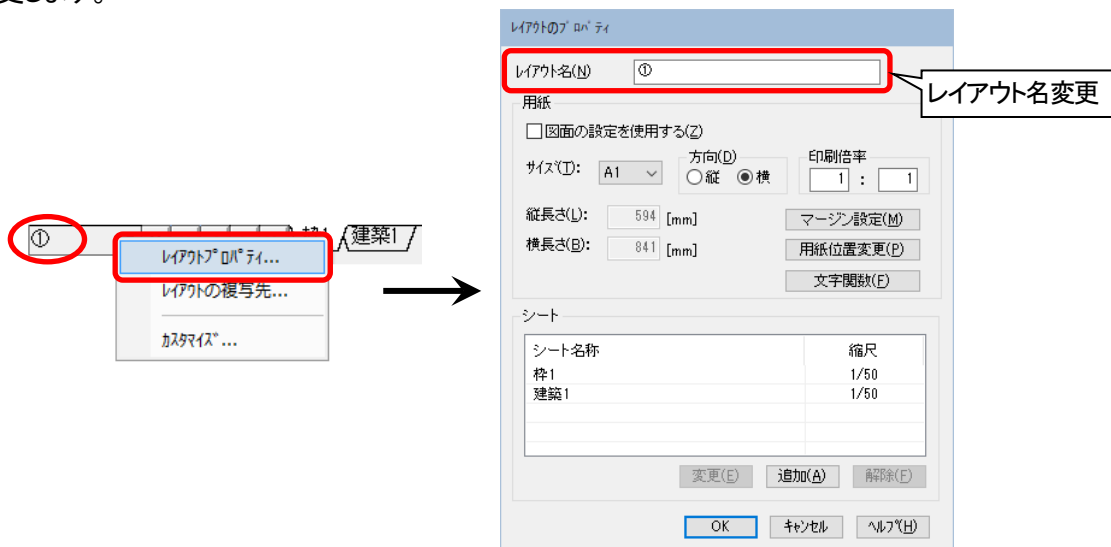 レイアウトのプロパティ
レイアウト名(N) ①
レイアウト名変更
用紙
図面の設定を使用する(Z)
サイズ(T): A1
方向(D)
縦 横
印刷倍率
1 : 1
縦長さ(L): 594 [mm]
横長さ(B): 841 [mm]
マージン設定(M)
用紙位置変更(P)
文字関数(F)
① 建築1
レイアウトプロパティ...
レイアウトの複写先...
カスタマイズ...
シート
シート名称 縮尺
枠1 1/50
建築1 1/50
変更(E) 追加(A) 解除(F)
OK キャンセル ヘルプ(H)